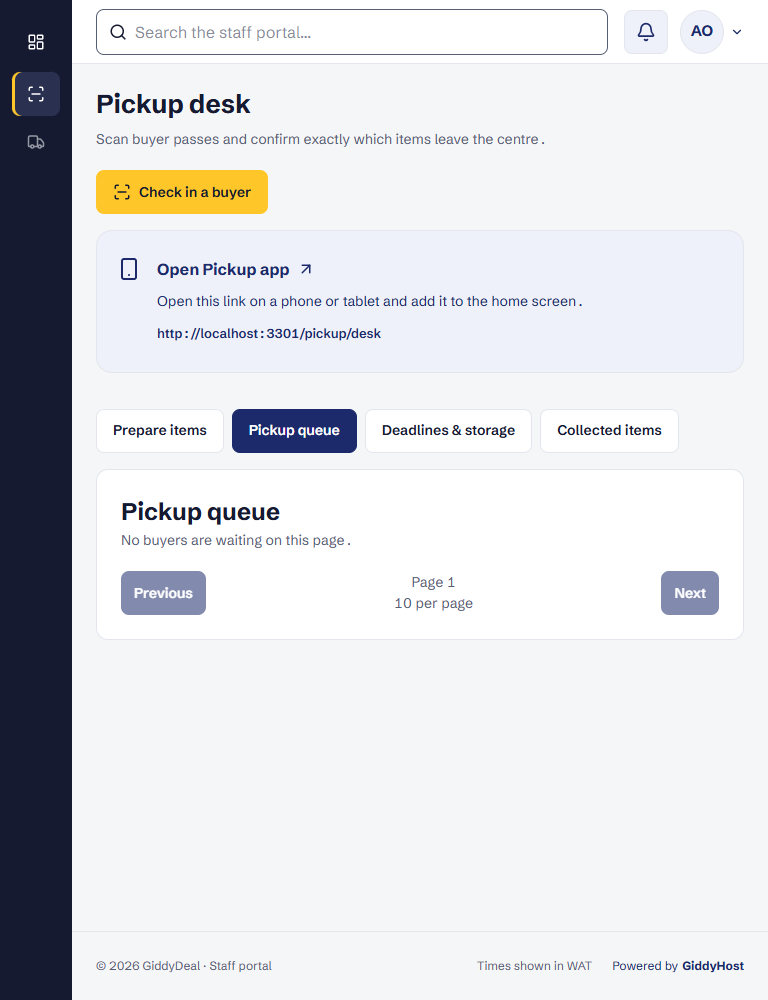 Search the staff portal...
AO
Pickup desk
Scan buyer passes and confirm exactly which items leave the centre.
Check in a buyer
Open Pickup app
Open this link on a phone or tablet and add it to the home screen.
http://localhost:3301/pickup/desk
Prepare items
Pickup queue
Deadlines & storage
Collected items
Pickup queue
No buyers are waiting on this page.
Previous
Page 1
10 per page
Next
© 2026 GiddyDeal · Staff portal
Times shown in WAT
Powered by GiddyHost